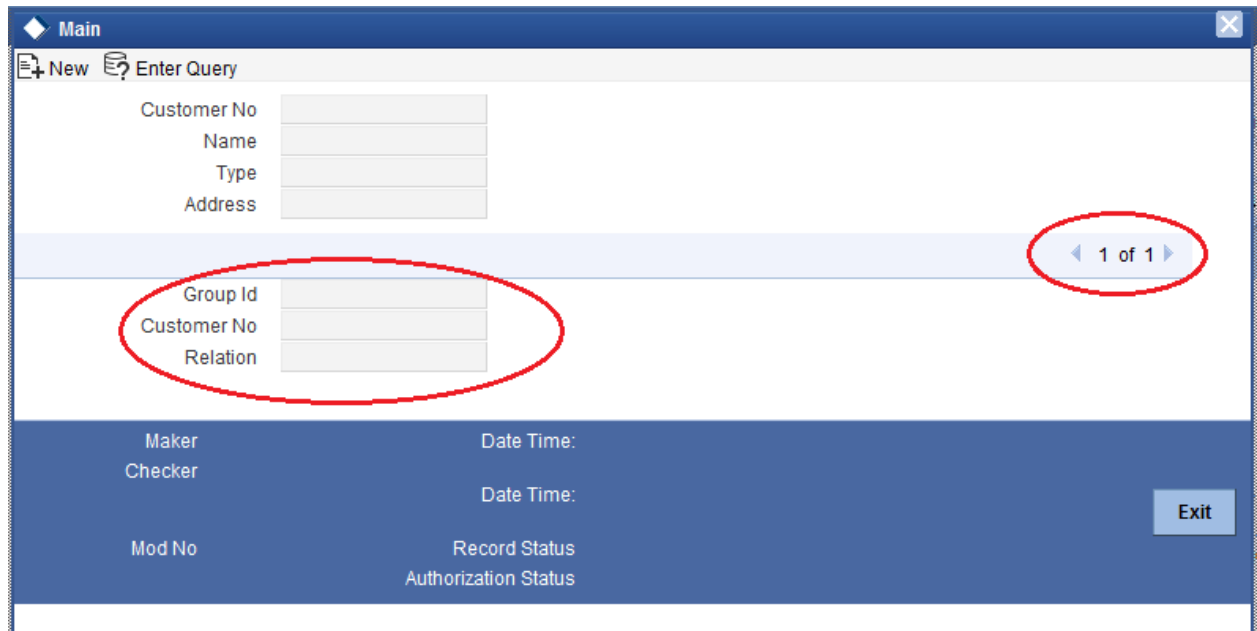 Main
New Enter Query
Customer No
Name
Type
Address
1 of 1
Group Id
Customer No
Relation
Maker Date Time:
Checker
Date Time:
Exit
Mod No Record Status
Authorization Status